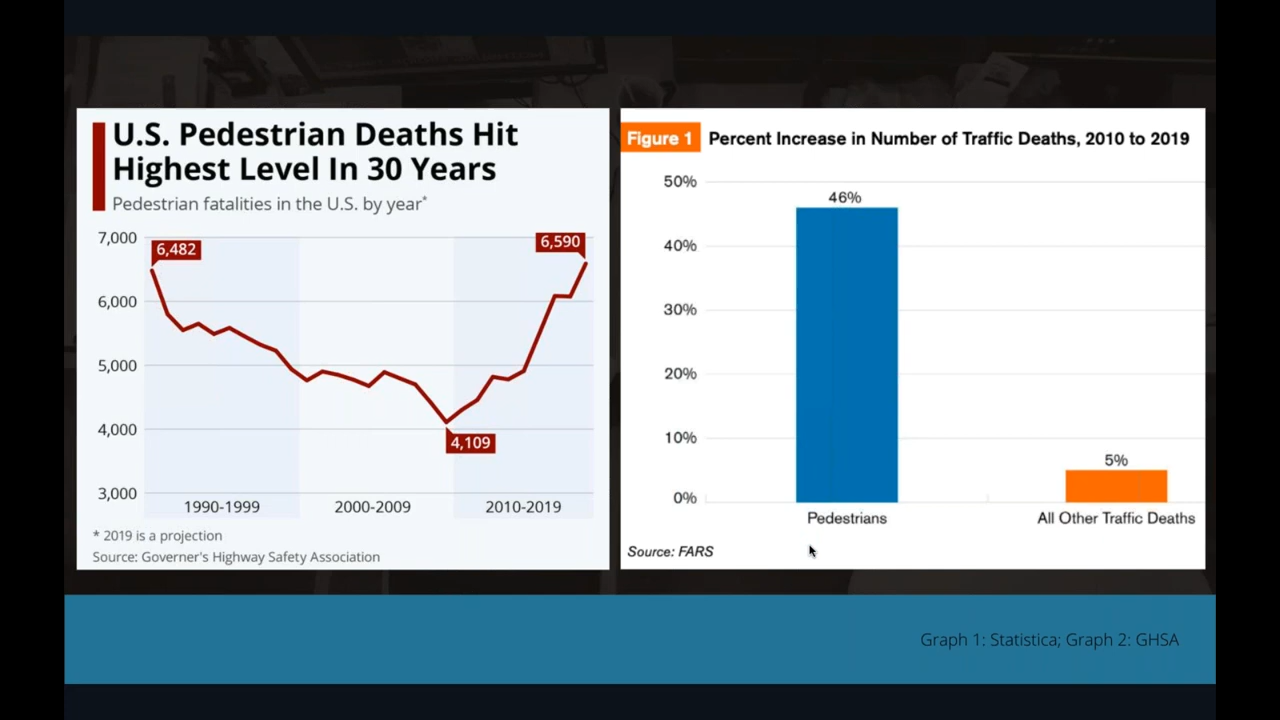 U.S. Pedestrian Deaths Hit
Highest Level In 30 Years
Pedestrian fatalities in the U.S. by year*
7,000
6,000
5,000
4,000
3,000
6,482
6,590
4,109
1990-1999
2000-2009
2010-2019
* 2019 is a projection
Source: Governer's Highway Safety Association
Figure 1
Percent Increase in Number of Traffic Deaths, 2010 to 2019
50%
40%
30%
20%
10%
0%
46%
5%
Pedestrians
All Other Traffic Deaths
Source: FARS
Graph 1: Statistica; Graph 2: GHSA